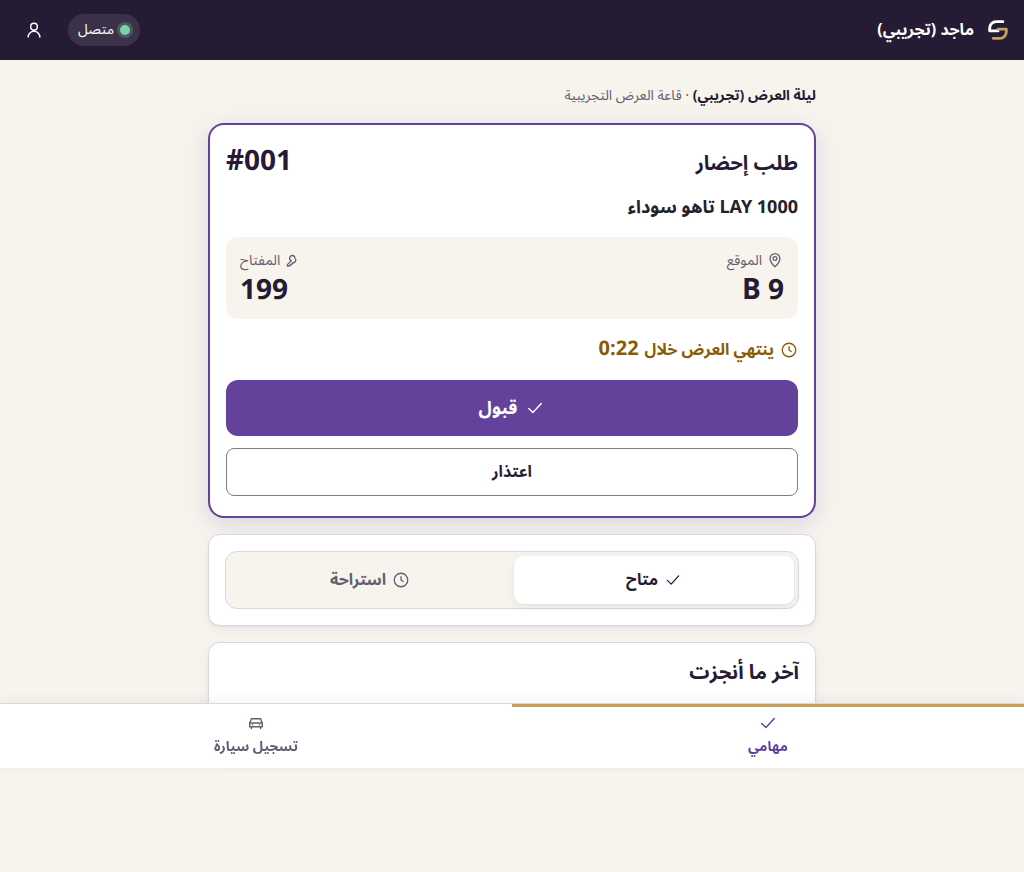 ماجد (تجريبي)
متصل
ليلة العرض (تجريبي) · قاعة العرض التجريبية
طلب إحضار
#001
LAY 1000 تاهو سوداء
الموقع
B 9
المفتاح
199
ينتهي العرض خلال 0:22
قبول
اعتذار
متاح
استراحة
آخر ما أنجزت
مهامي
تسجيل سيارة